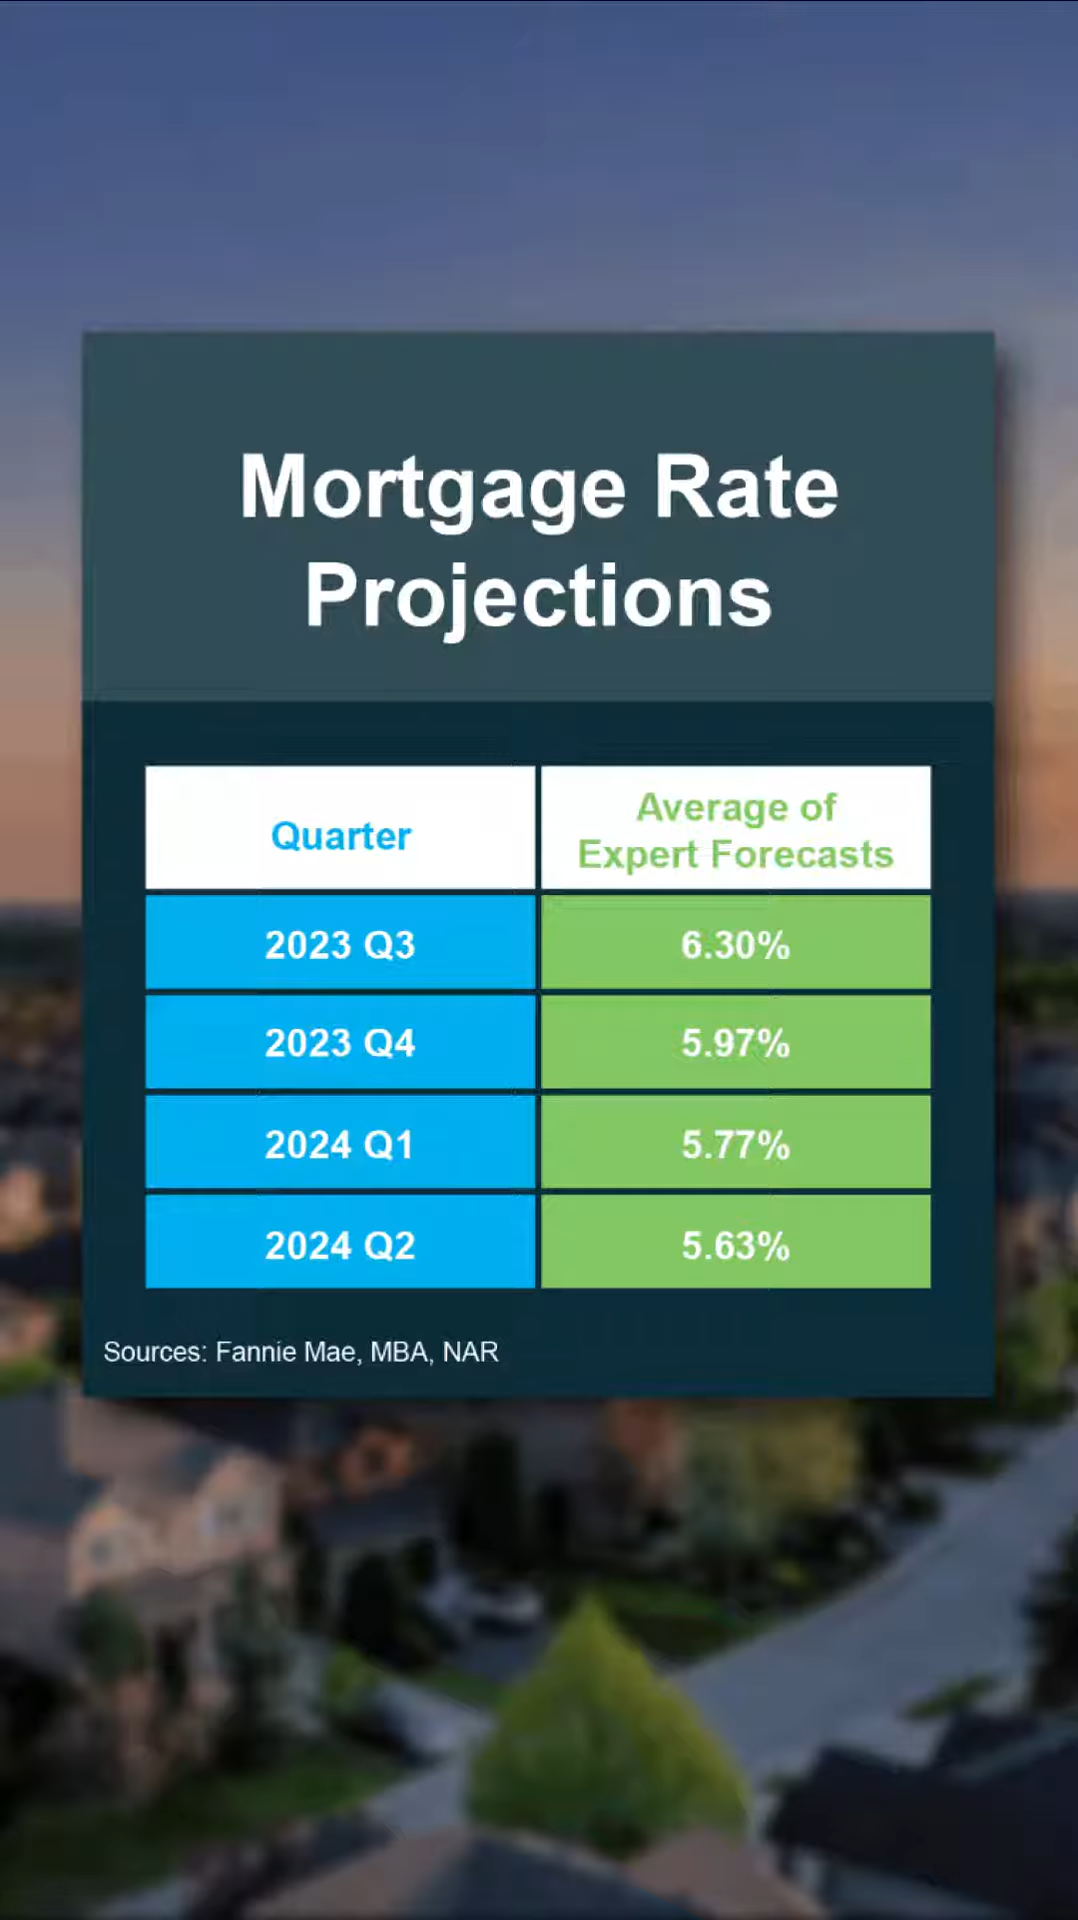 Mortgage Rate
Projections
Quarter
Average of
Expert Forecasts
2023 Q3
6.30%
2023 Q4
5.97%
2024 Q1
5.77%
2024 Q2
5.63%
Sources: Fannie Mae, MBA, NAR